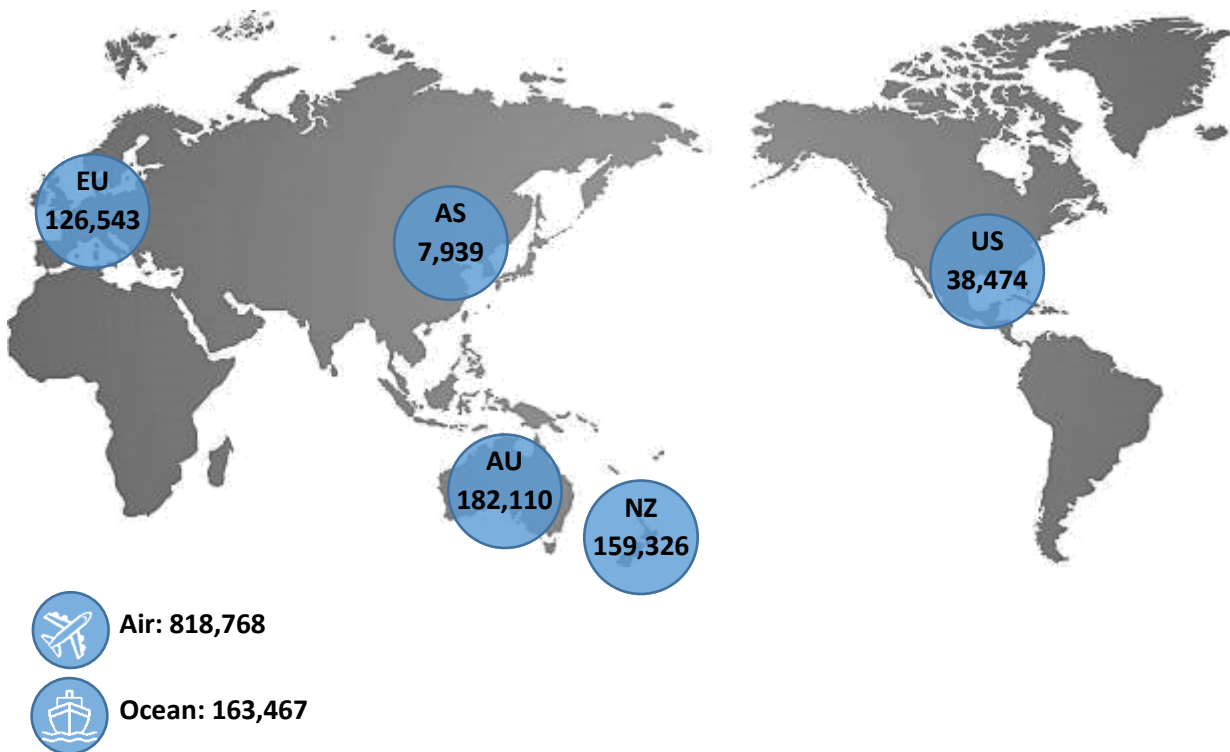 EU
126,543
AS
7,939
US
38,474
AU
182,110
NZ
159,326
Air: 818,768
Ocean: 163,467